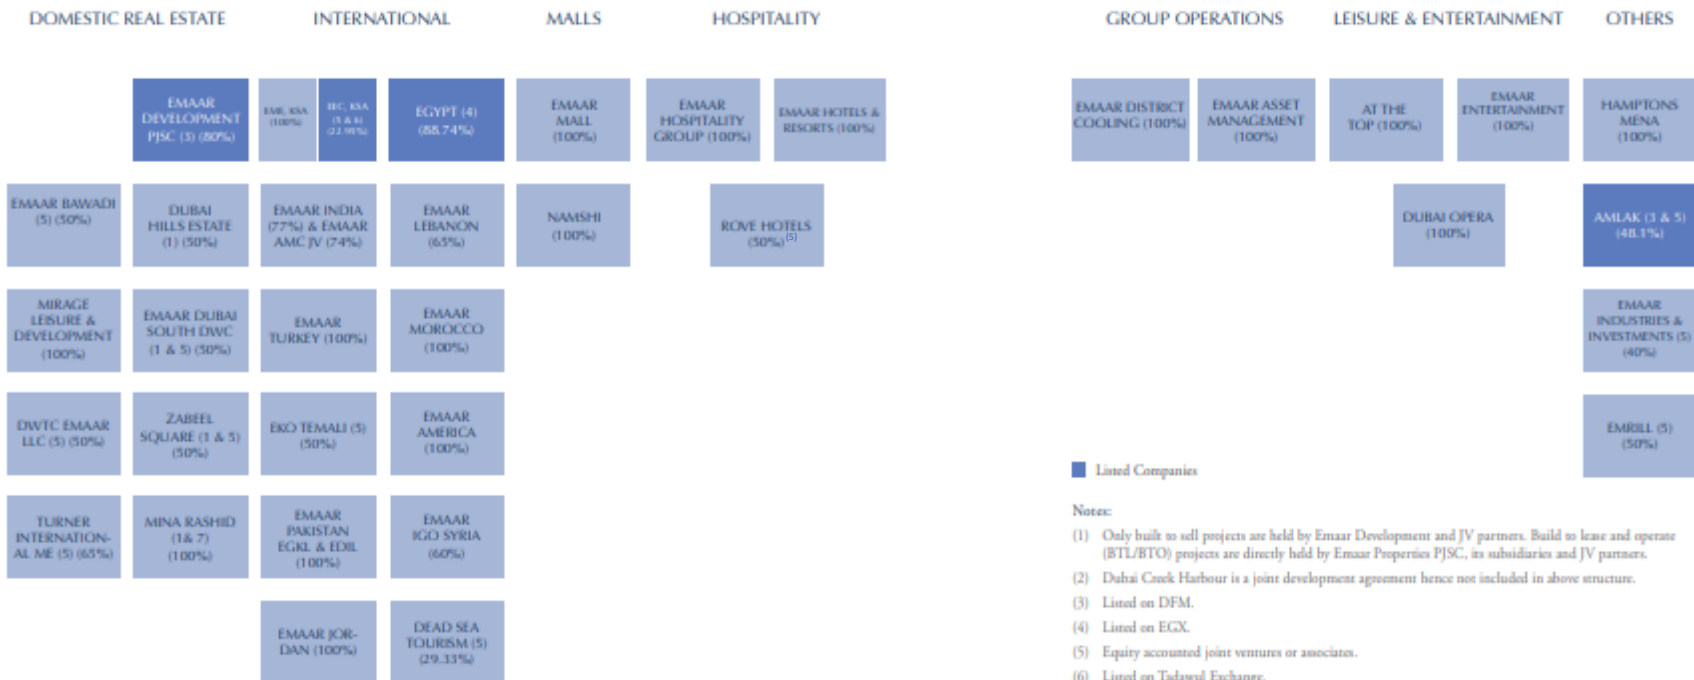 DOMESTIC REAL ESTATE
INTERNATIONAL
MALLS
HOSPITALITY
GROUP OPERATIONS
LEISURE & ENTERTAINMENT
OTHERS
EMAAR
DEVELOPMENT
PJSC (3) (80%)
EME, KSA
(100%)
EEC, KSA
(5 & 6)
(22.95%)
EGYPT (4)
(88.74%)
EMAAR
MALL
(100%)
EMAAR
HOSPITALITY
GROUP (100%)
EMAAR HOTELS &
RESORTS (100%)
EMAAR DISTRICT
COOLING (100%)
EMAAR ASSET
MANAGEMENT
(100%)
AT THE
TOP (100%)
EMAAR
ENTERTAINMENT
(100%)
HAMPTONS
MENA
(100%)
EMAAR BAWADI
(5) (50%)
DUBAI
HILLS ESTATE
(1) (50%)
EMAAR INDIA
(77%) & EMAAR
AMC JV (74%)
EMAAR
LEBANON
(65%)
NAMSHI
(100%)
ROVE HOTELS
(50%)(5)
DUBAI OPERA
(100%)
AMLAK (3 & 5)
(48.1%)
MIRAGE
LEISURE &
DEVELOPMENT
(100%)
EMAAR DUBAI
SOUTH DWC
(1 & 5) (50%)
EMAAR
TURKEY (100%)
EMAAR
MOROCCO
(100%)
EMAAR
INDUSTRIES &
INVESTMENTS (5)
(40%)
DWTC EMAAR
LLC (5) (50%)
ZABEEL
SQUARE (1 & 5)
(50%)
EKO TEMALI (5)
(50%)
EMAAR
AMERICA
(100%)
EMRILL (5)
(50%)
TURNER
INTERNATION-
AL ME (5) (65%)
MINA RASHID
(1& 7)
(100%)
EMAAR
PAKISTAN
EGKL & EDIL
(100%)
EMAAR
IGO SYRIA
(60%)
EMAAR JOR-
DAN (100%)
DEAD SEA
TOURISM (5)
(29.33%)
Listed Companies
Notes:
(1) Only built to sell projects are held by Emaar Development and JV partners. Build to lease and operate
(BTL/BTO) projects are directly held by Emaar Properties PJSC, its subsidiaries and JV partners.
(2) Dubai Creek Harbour is a joint development agreement hence not included in above structure.
(3) Listed on DFM.
(4) Listed on EGX.
(5) Equity accounted joint ventures or associates.
(6) Listed on Tadawul Exchange.